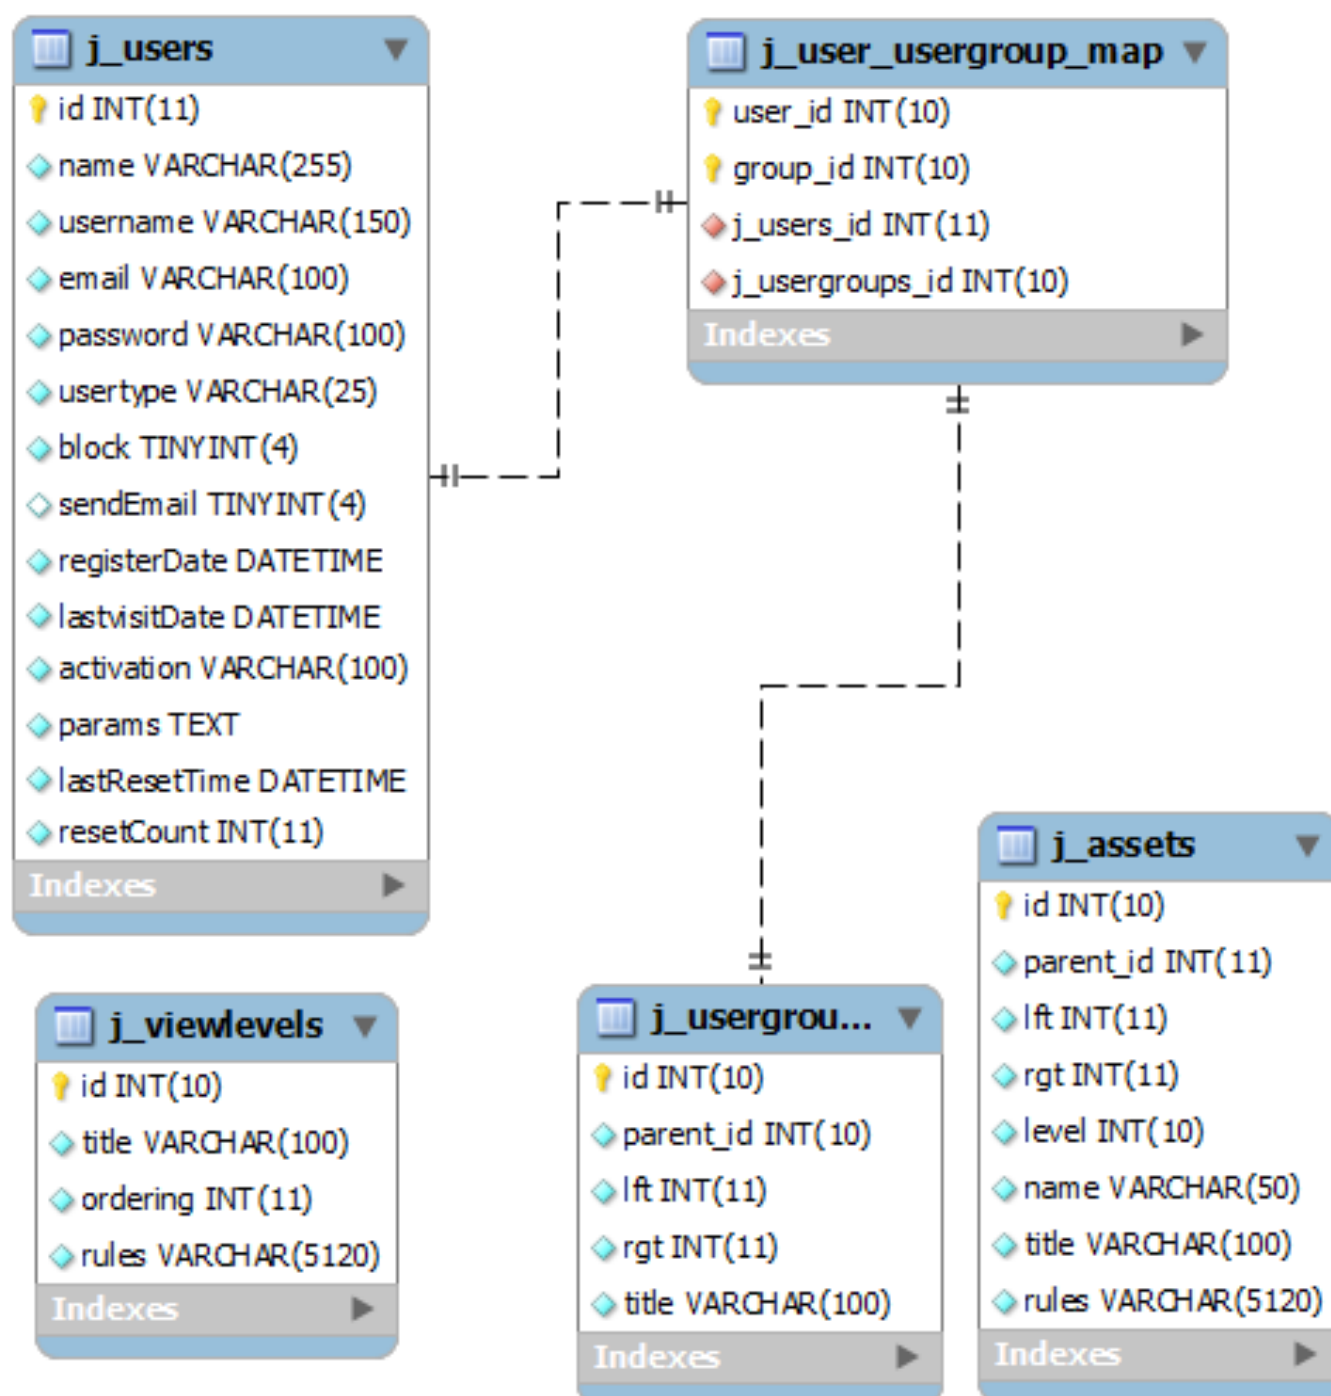 j_users
id INT(11)
name VARCHAR(255)
username VARCHAR(150)
email VARCHAR(100)
password VARCHAR(100)
usertype VARCHAR(25)
block TINYINT(4)
sendEmail TINYINT(4)
registerDate DATETIME
lastvisitDate DATETIME
activation VARCHAR(100)
params TEXT
lastResetTime DATETIME
resetCount INT(11)
Indexes
j_user_usergroup_map
user_id INT(10)
group_id INT(10)
j_users_id INT(11)
j_usergroups_id INT(10)
Indexes
j_viewlevels
id INT(10)
title VARCHAR(100)
ordering INT(11)
rules VARCHAR(5120)
Indexes
j_usergrou...
id INT(10)
parent_id INT(10)
lft INT(11)
rgt INT(11)
title VARCHAR(100)
Indexes
j_assets
id INT(10)
parent_id INT(11)
lft INT(11)
rgt INT(11)
level INT(10)
name VARCHAR(50)
title VARCHAR(100)
rules VARCHAR(5120)
Indexes